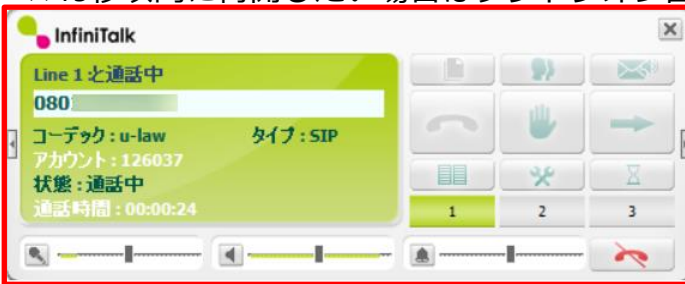 InfiniTalk
Line 1と通話中
080
コーデック : u-law タイプ : SIP
アカウント : 126037
状態 : 通話中
通話時間 : 00:00:24
1 2 3